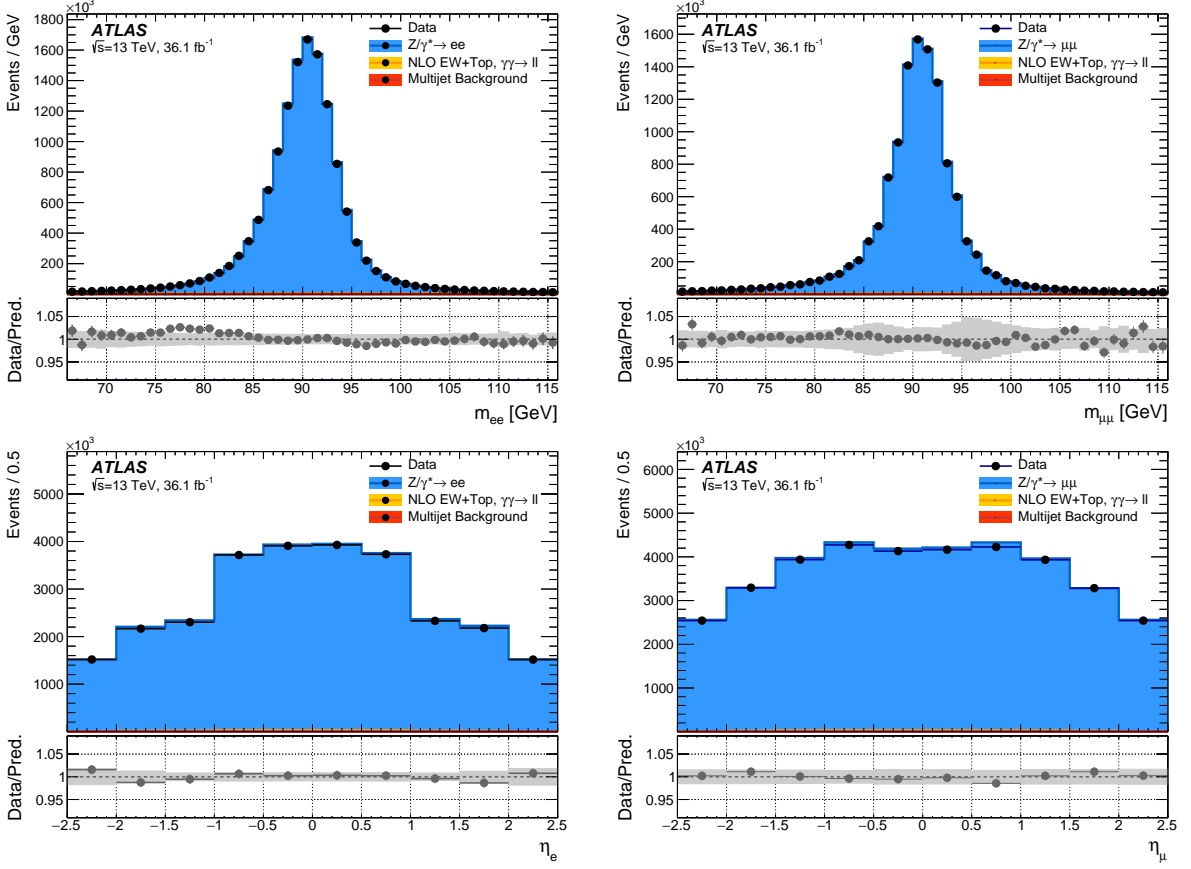 ×10³
Events / GeV
1800
1600
1400
1200
1000
800
600
400
200
ATLAS
√s=13 TeV, 36.1 fb⁻¹
Data
Z/γ*→ ee
NLO EW+Top, γγ→ ll
Multijet Background
Data/Pred.
1.05
1
0.95
70 75 80 85 90 95 100 105 110 115
m_ee [GeV]
×10³
Events / GeV
1800
1600
1400
1200
1000
800
600
400
200
ATLAS
√s=13 TeV, 36.1 fb⁻¹
Data
Z/γ*→ μμ
NLO EW+Top, γγ→ ll
Multijet Background
Data/Pred.
1.05
1
0.95
70 75 80 85 90 95 100 105 110 115
m_μμ [GeV]
×10³
Events / 0.5
5000
4000
3000
2000
1000
ATLAS
√s=13 TeV, 36.1 fb⁻¹
Data
Z/γ*→ ee
NLO EW+Top, γγ→ ll
Multijet Background
Data/Pred.
1.05
1
0.95
−2.5 −2 −1.5 −1 −0.5 0 0.5 1 1.5 2 2.5
η_e
×10³
Events / 0.5
6000
5000
4000
3000
2000
1000
ATLAS
√s=13 TeV, 36.1 fb⁻¹
Data
Z/γ*→ μμ
NLO EW+Top, γγ→ ll
Multijet Background
Data/Pred.
1.05
1
0.95
−2.5 −2 −1.5 −1 −0.5 0 0.5 1 1.5 2 2.5
η_μ